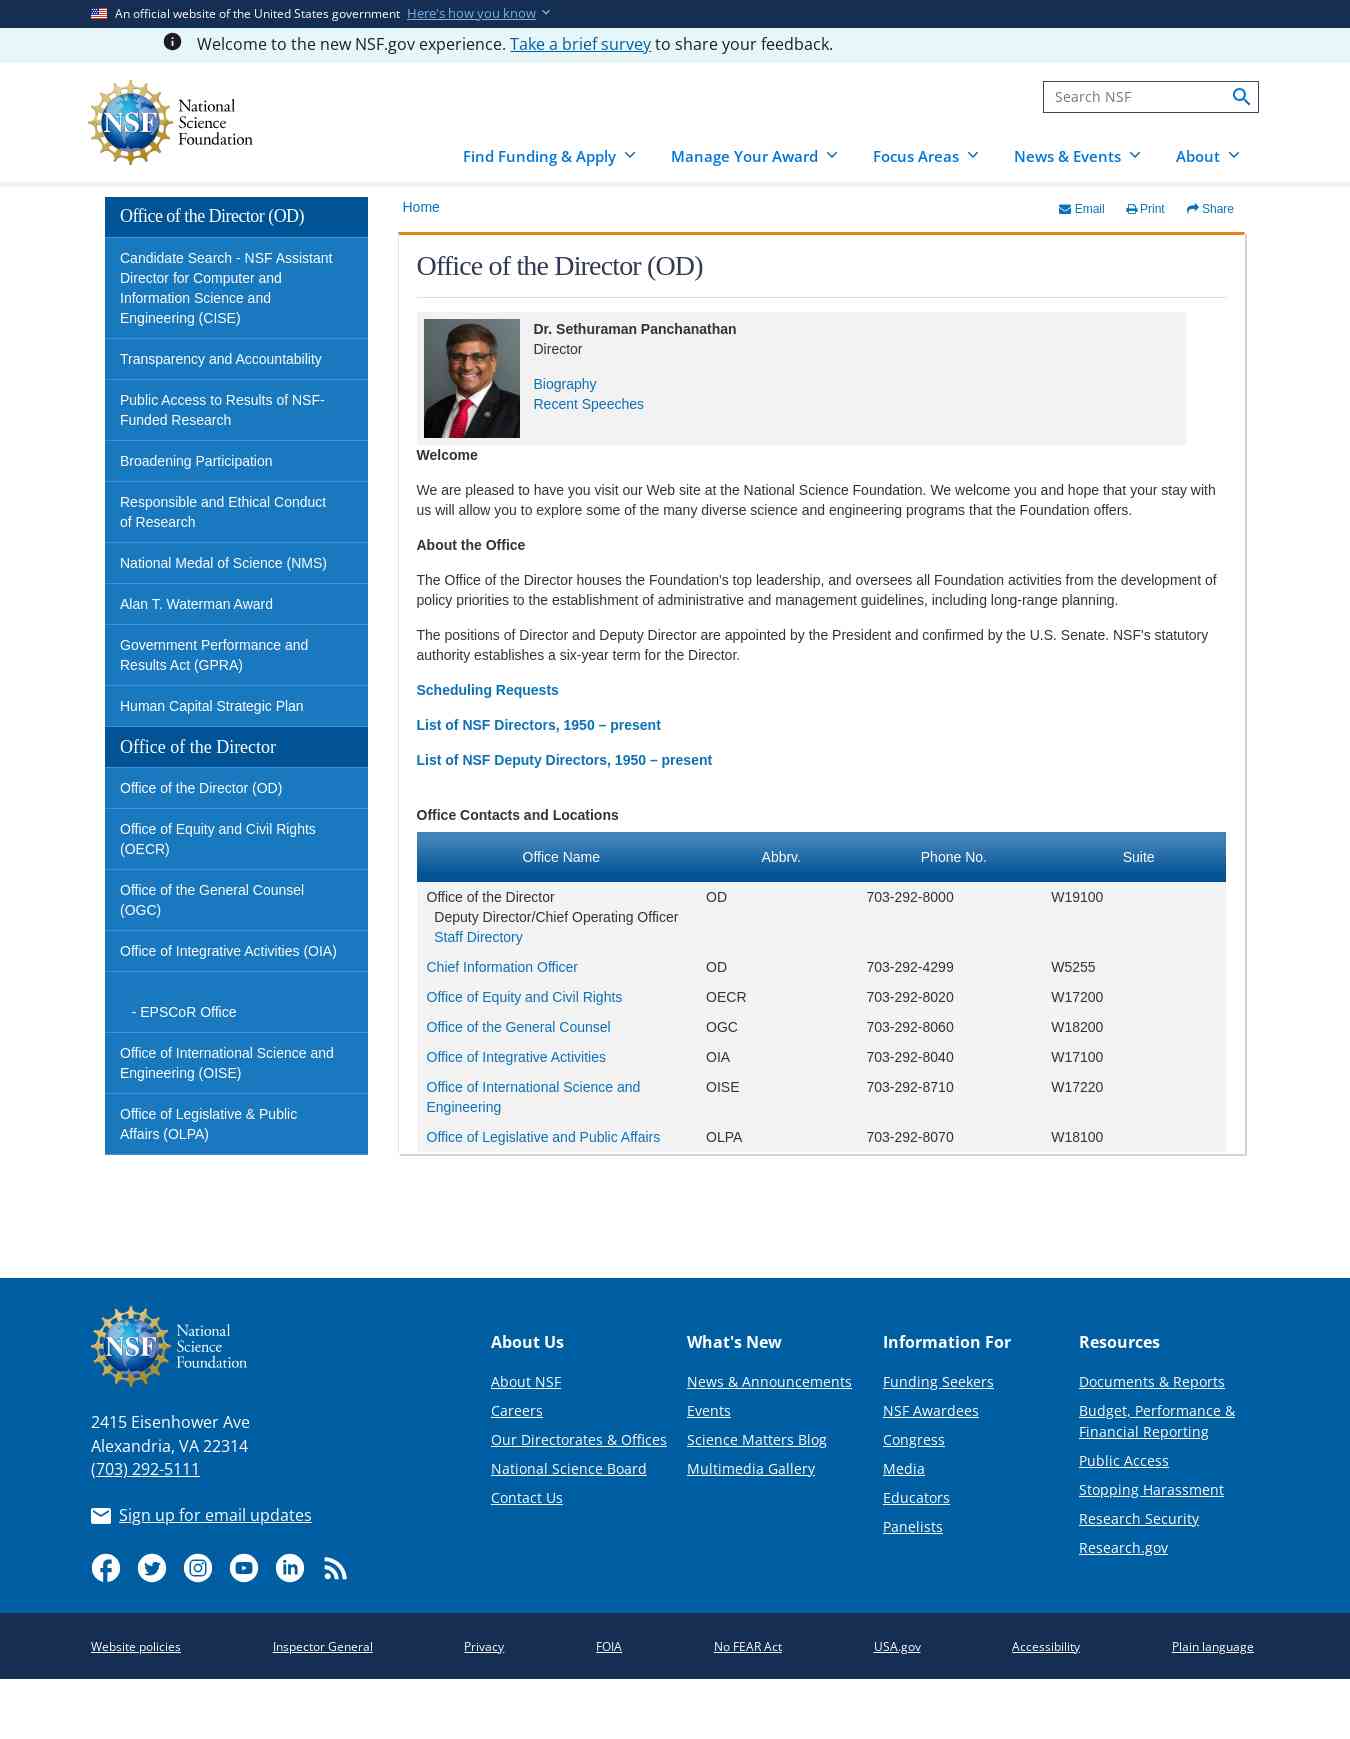 An official website of the United States government Here's how you know
Welcome to the new NSF.gov experience. Take a brief survey to share your feedback.
NSF
National
Science
Foundation
Search NSF
Find Funding & Apply
Manage Your Award
Focus Areas
News & Events
About
Office of the Director (OD)
Candidate Search - NSF Assistant
Director for Computer and
Information Science and
Engineering (CISE)
Transparency and Accountability
Public Access to Results of NSF-
Funded Research
Broadening Participation
Responsible and Ethical Conduct
of Research
National Medal of Science (NMS)
Alan T. Waterman Award
Government Performance and
Results Act (GPRA)
Human Capital Strategic Plan
Office of the Director
Office of the Director (OD)
Office of Equity and Civil Rights
(OECR)
Office of the General Counsel
(OGC)
Office of Integrative Activities (OIA)
- EPSCoR Office
Office of International Science and
Engineering (OISE)
Office of Legislative & Public
Affairs (OLPA)
Home
Email
Print
Share
Office of the Director (OD)
Dr. Sethuraman Panchanathan
Director
Biography
Recent Speeches
Welcome
We are pleased to have you visit our Web site at the National Science Foundation. We welcome you and hope that your stay with
us will allow you to explore some of the many diverse science and engineering programs that the Foundation offers.
About the Office
The Office of the Director houses the Foundation's top leadership, and oversees all Foundation activities from the development of
policy priorities to the establishment of administrative and management guidelines, including long-range planning.
The positions of Director and Deputy Director are appointed by the President and confirmed by the U.S. Senate. NSF's statutory
authority establishes a six-year term for the Director.
Scheduling Requests
List of NSF Directors, 1950 – present
List of NSF Deputy Directors, 1950 – present
Office Contacts and Locations
Office Name Abbrv. Phone No. Suite
Office of the Director OD 703-292-8000 W19100
Deputy Director/Chief Operating Officer
Staff Directory
Chief Information Officer OD 703-292-4299 W5255
Office of Equity and Civil Rights OECR 703-292-8020 W17200
Office of the General Counsel OGC 703-292-8060 W18200
Office of Integrative Activities OIA 703-292-8040 W17100
Office of International Science and OISE 703-292-8710 W17220
Engineering
Office of Legislative and Public Affairs OLPA 703-292-8070 W18100
NSF
National
Science
Foundation
2415 Eisenhower Ave
Alexandria, VA 22314
(703) 292-5111
Sign up for email updates
About Us
About NSF
Careers
Our Directorates & Offices
National Science Board
Contact Us
What's New
News & Announcements
Events
Science Matters Blog
Multimedia Gallery
Information For
Funding Seekers
NSF Awardees
Congress
Media
Educators
Panelists
Resources
Documents & Reports
Budget, Performance &
Financial Reporting
Public Access
Stopping Harassment
Research Security
Research.gov
Website policies
Inspector General
Privacy
FOIA
No FEAR Act
USA.gov
Accessibility
Plain language